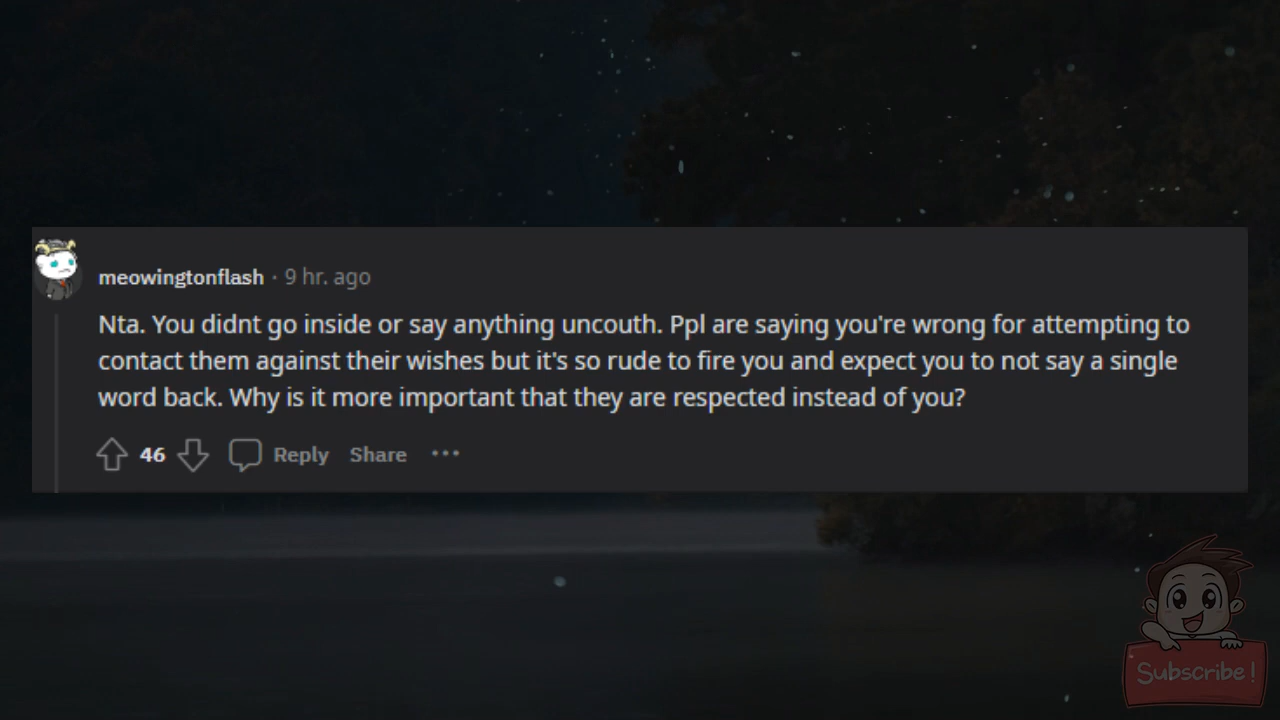 meowingtonflash · 9 hr. ago
Nta. You didnt go inside or say anything uncouth. Ppl are saying you're wrong for attempting to
contact them against their wishes but it's so rude to fire you and expect you to not say a single
word back. Why is it more important that they are respected instead of you?
46 Reply Share ···
Subscribe!